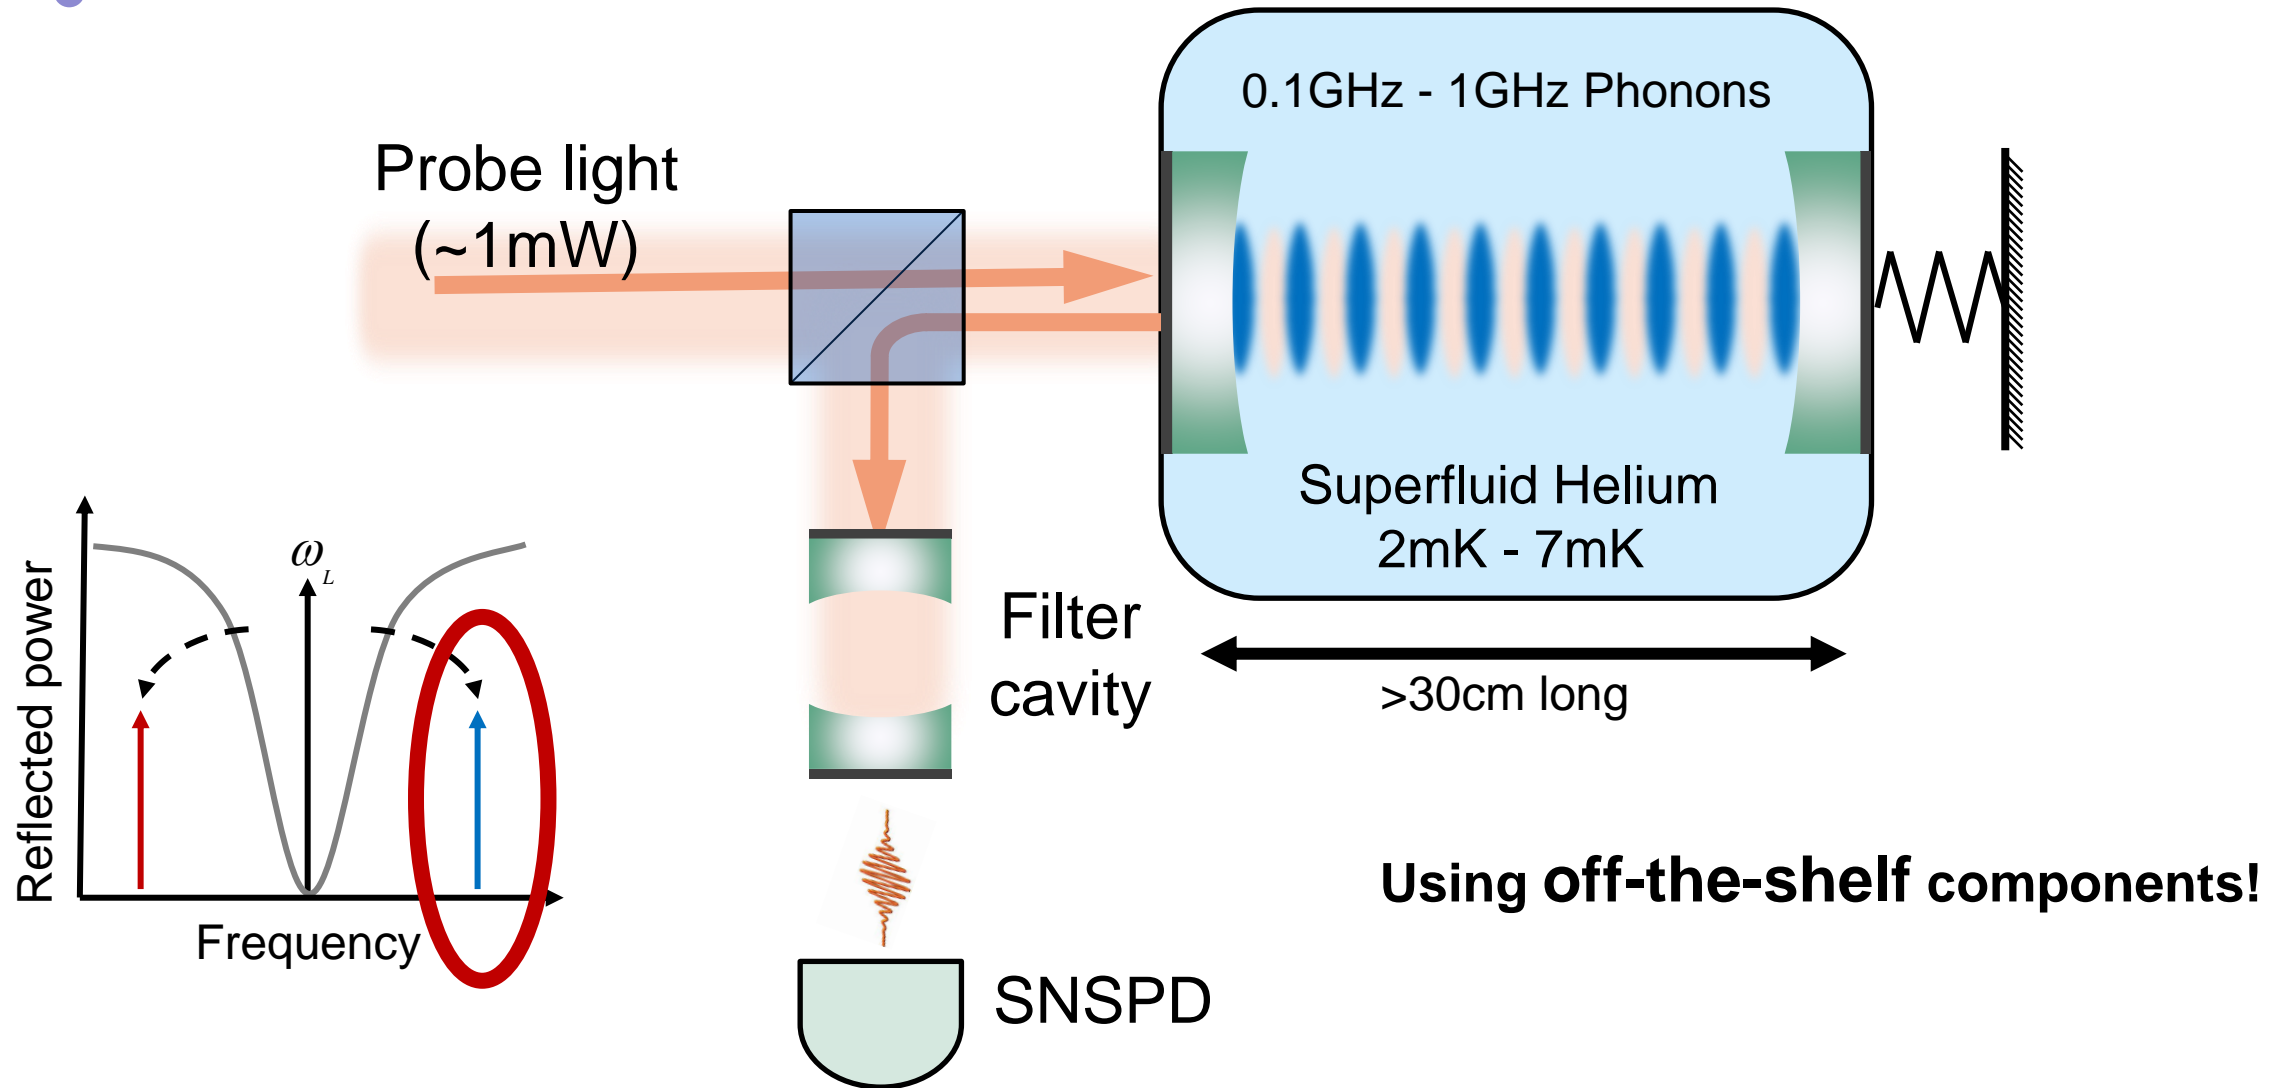 0.1GHz - 1GHz Phonons
Probe light
(~1mW)
Superfluid Helium
2mK - 7mK
ω_L
Reflected power
Frequency
Filter
cavity
>30cm long
Using off-the-shelf components!
SNSPD